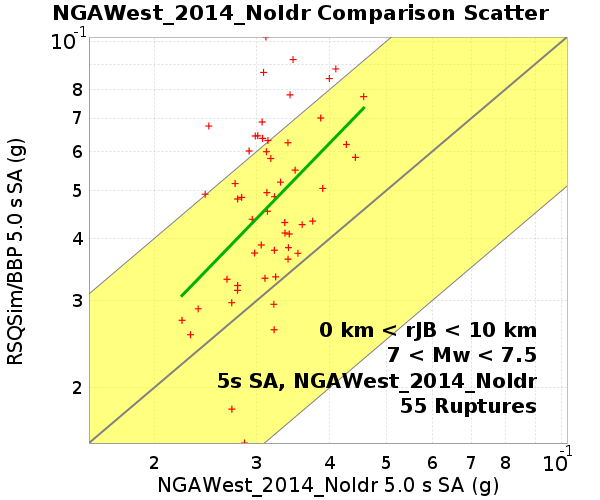 NGAWest_2014_NoIdr Comparison Scatter
10-1
8
7
6
5
4
3
2
RSQSim/BBP 5.0 s SA (g)
0 km < rJB < 10 km
7 < Mw < 7.5
5s SA, NGAWest_2014_NoIdr
55 Ruptures
2 3 4 5 6 7 8 10-1
NGAWest_2014_NoIdr 5.0 s SA (g)